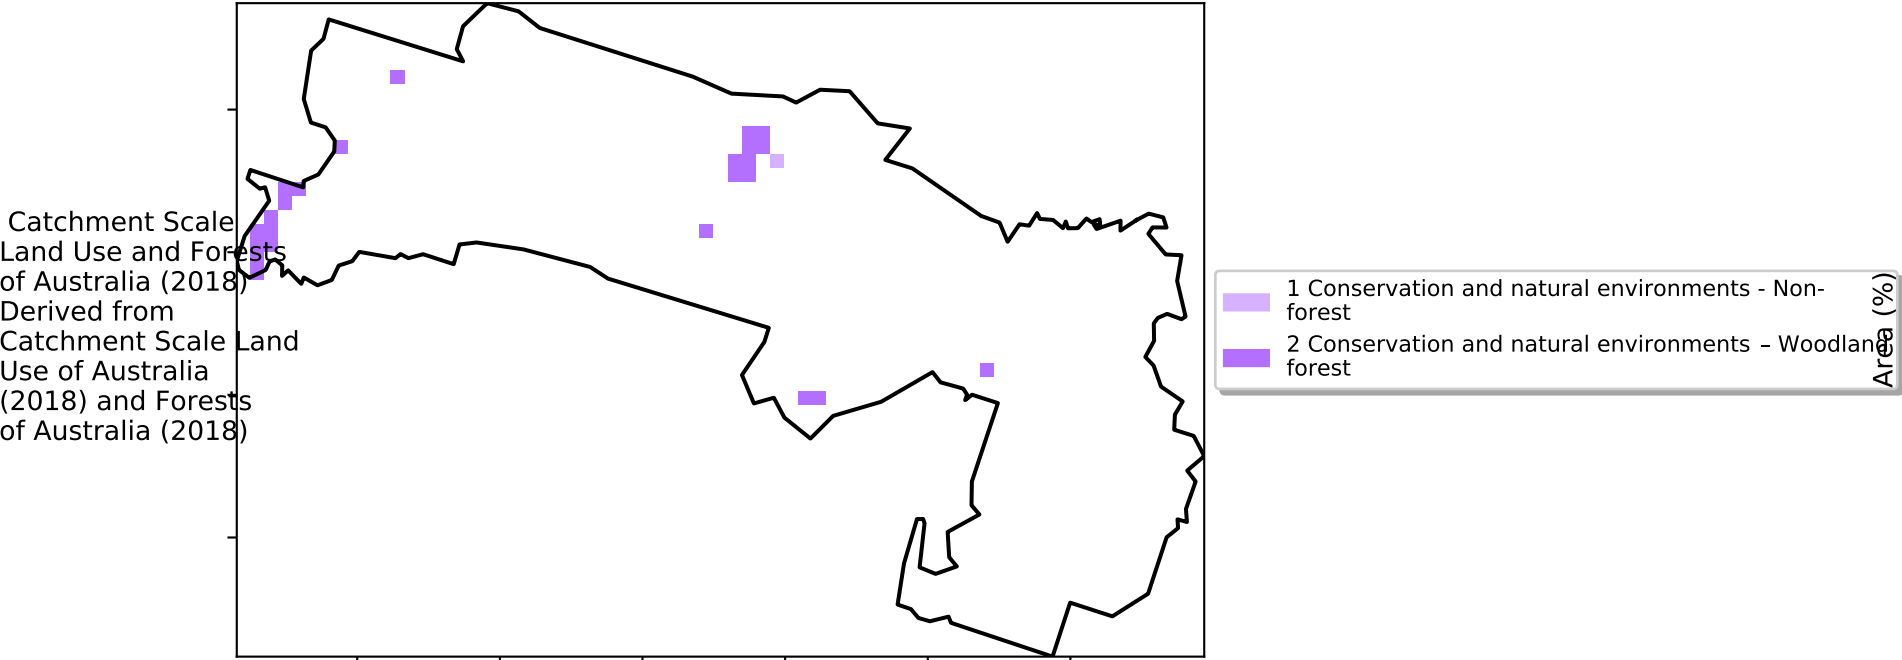 Catchment Scale
Land Use and Forests
of Australia (2018)
Derived from
Catchment Scale Land
Use of Australia
(2018) and Forests
of Australia (2018)
1 Conservation and natural environments - Non-
forest
2 Conservation and natural environments – Woodland
forest
Area (%)